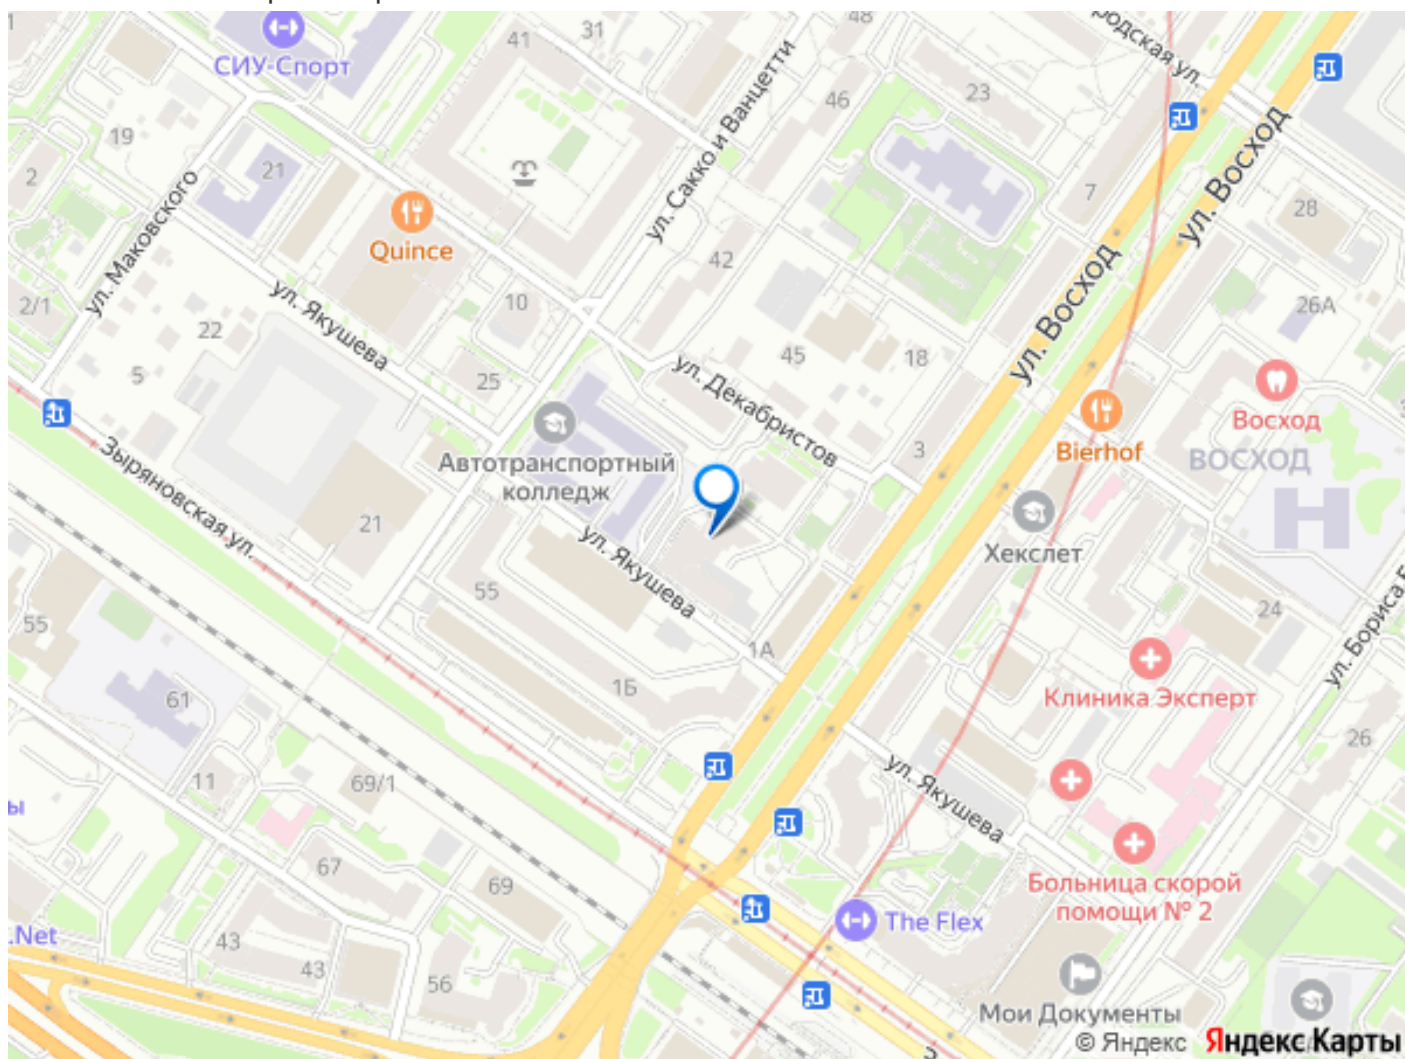 31
48
41
СИУ-Спорт
родская ул.
19
21
46
23
2
ул. Маковского
Quince
ул. Сакко и Ванцетти
7
ул. Восход
28
42
2/1
22
ул. Якушева
10
26А
ул. Восход
5
25
45
18
ул. Декабристов
Восход
Bierhof
3
ВОСХОД
Автотранспортный
колледж
Зыряновская ул.
21
Хекслет
ул. Якушева
55
55
24
1А
ул. Бориса Б
1Б
61
Клиника Эксперт
26
11
69/1
ул. Якушева
ы
67
69
Больница скорой
помощи № 2
The Flex
.Net
43
43
56
Мои Документы
© Яндекс Яндекс Карты